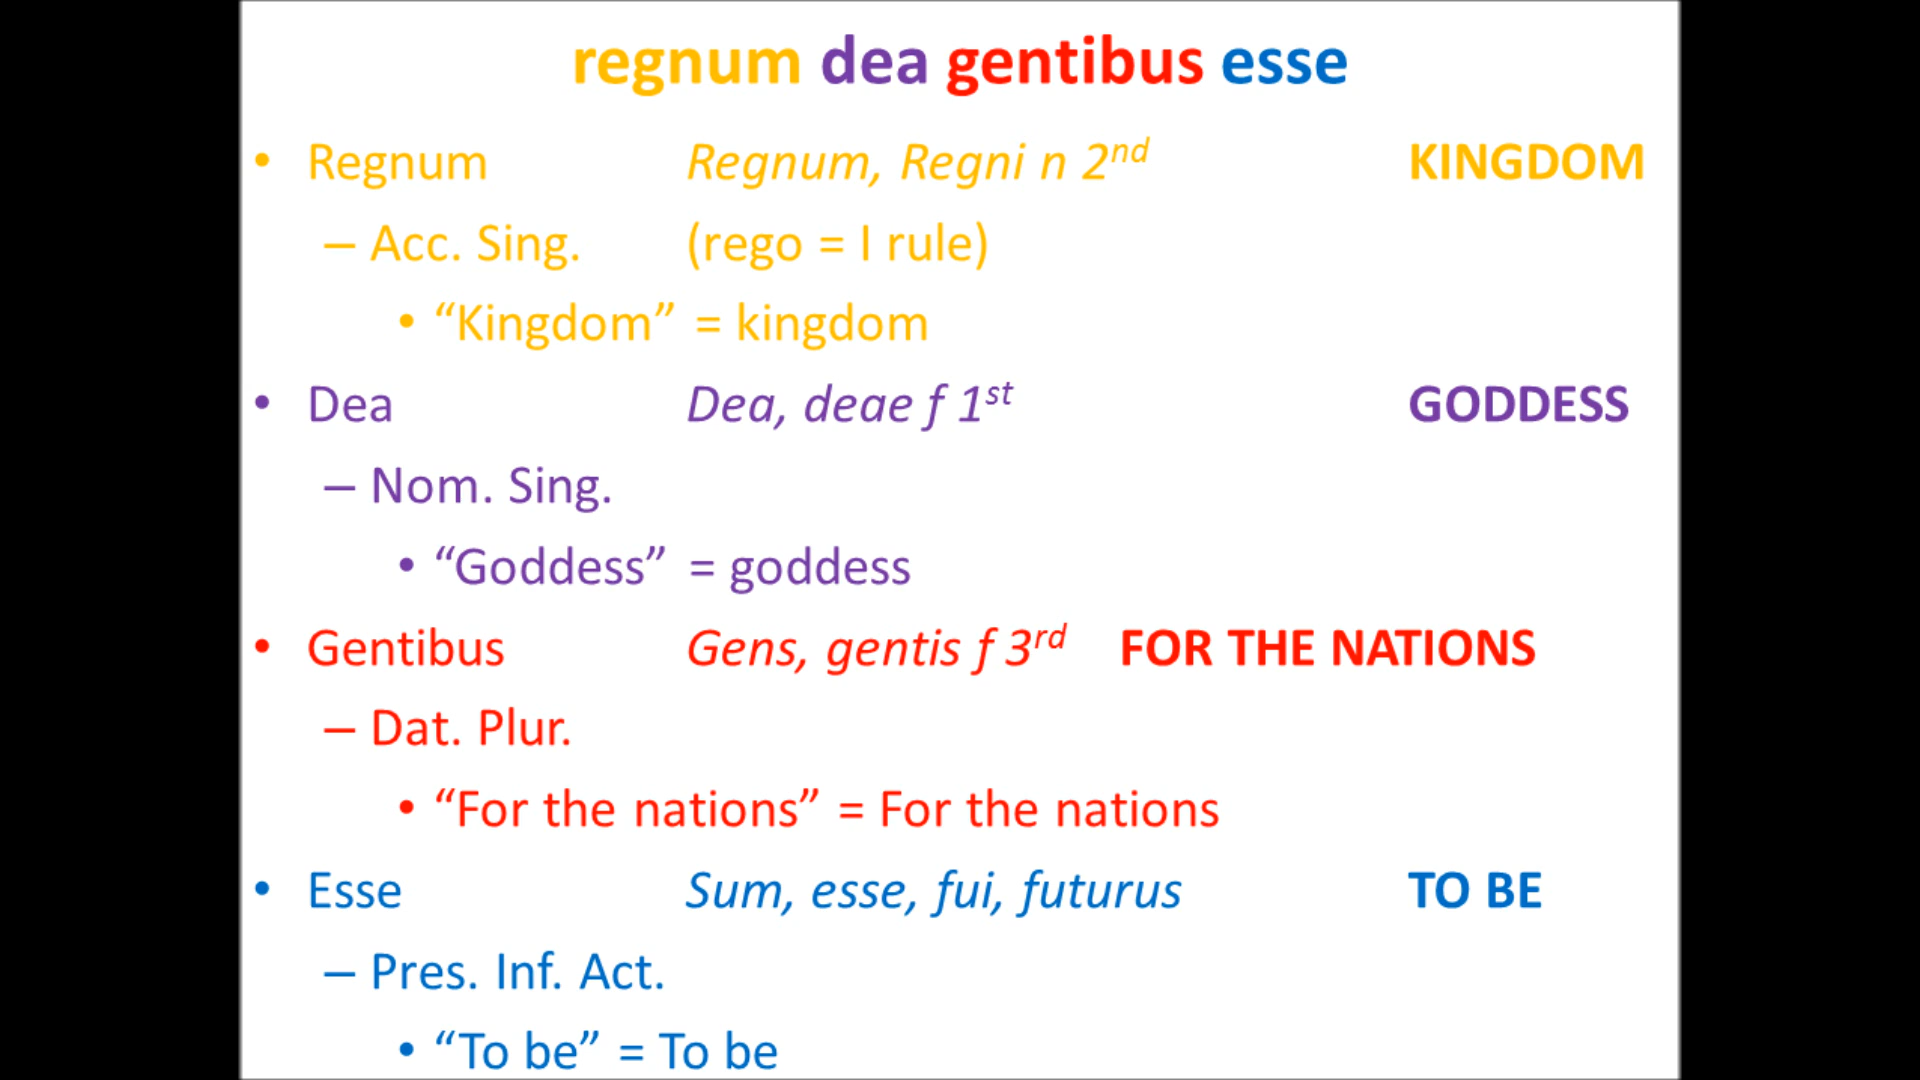 regnum dea gentibus esse
• Regnum Regnum, Regni n 2nd KINGDOM
– Acc. Sing. (rego = I rule)
• “Kingdom” = kingdom
• Dea Dea, deae f 1st GODDESS
– Nom. Sing.
• “Goddess” = goddess
• Gentibus Gens, gentis f 3rd FOR THE NATIONS
– Dat. Plur.
• “For the nations” = For the nations
• Esse Sum, esse, fui, futurus TO BE
– Pres. Inf. Act.
• “To be” = To be